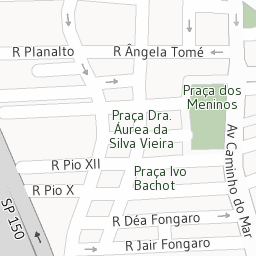 R Planalto
R Ângela Tomé
Praça dos
Meninos
Praça Dra.
Áurea da
Silva Vieira
Av Caminho do Mar
R Pio XII
Praça Ivo
Bachot
R Pio X
SP 150
R Déa Fongaro
R Jair Fongaro